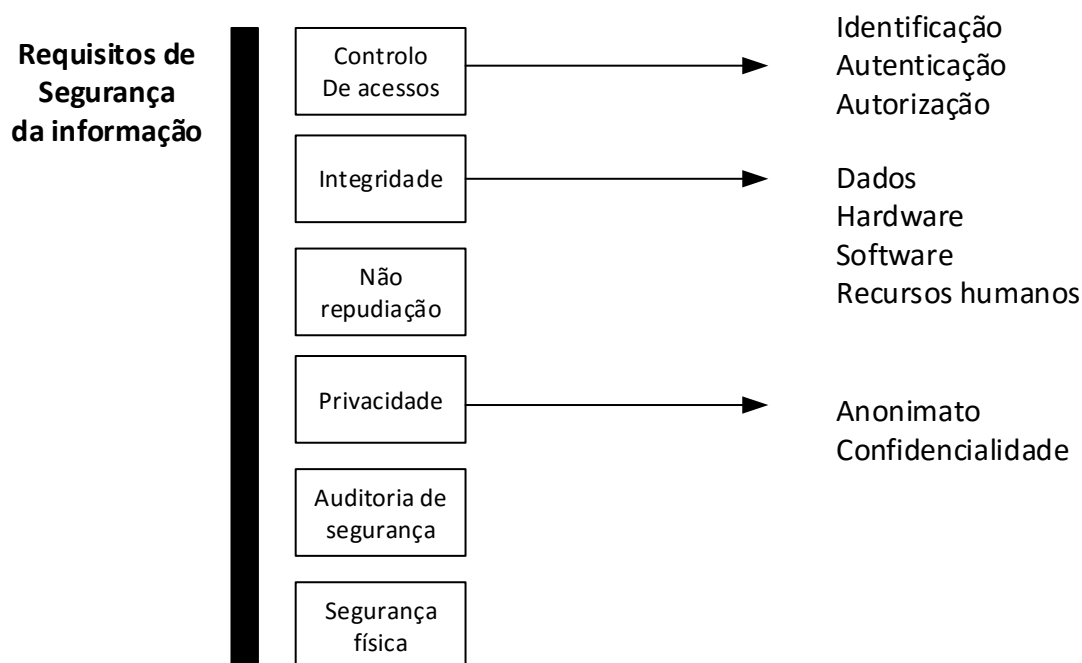 Requisitos de
Segurança
da informação
Controlo
De acessos
Identificação
Autenticação
Autorização
Integridade
Dados
Hardware
Software
Recursos humanos
Não
repudiação
Privacidade
Anonimato
Confidencialidade
Auditoria de
segurança
Segurança
física